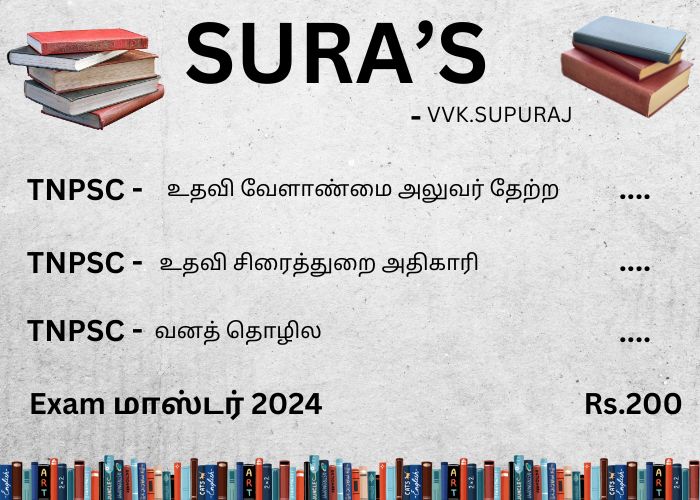 SURA'S
- VVK.SUPURAJ
TNPSC - உதவி வேளாண்மை அலுவர் தேற்ற ....
TNPSC - உதவி சிரைத்துறை அதிகாரி ....
TNPSC - வனத் தொழில ....
Exam மாஸ்டர் 2024 Rs.200